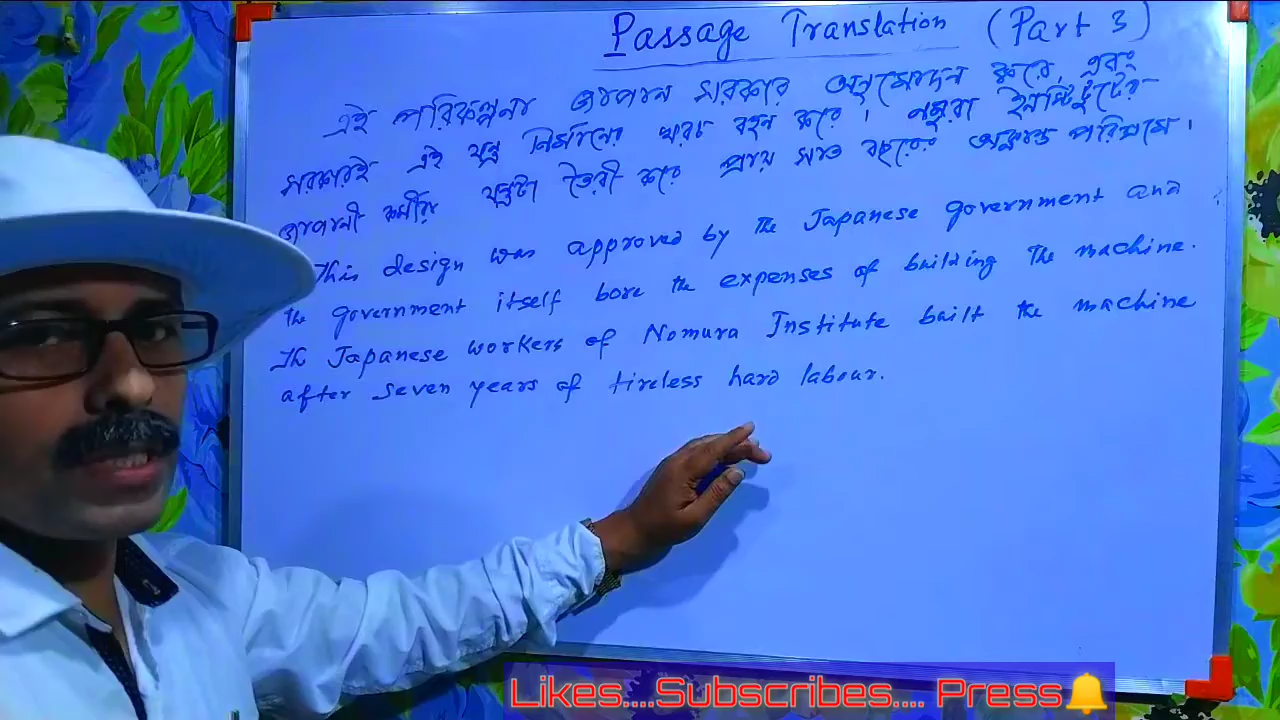 Passage Translation (Part 3)
এই পরিকল্পনা জাপান সরকার অনুমোদন করে এবং
সরকারই এই যন্ত্র নির্মানের খরচ বহন করে। নমুরা ইনস্টিটুটের
জাপানী কর্মীরা যন্ত্রটা তৈরী করে প্রায় সাত বছরের অক্লান্ত পরিশ্রমে।
This design was approved by the Japanese government and
the government itself bore the expenses of building the machine.
The Japanese workers of Nomura Institute built the machine
after seven years of tireless hard labour.
Likes....Subscribes.... Press